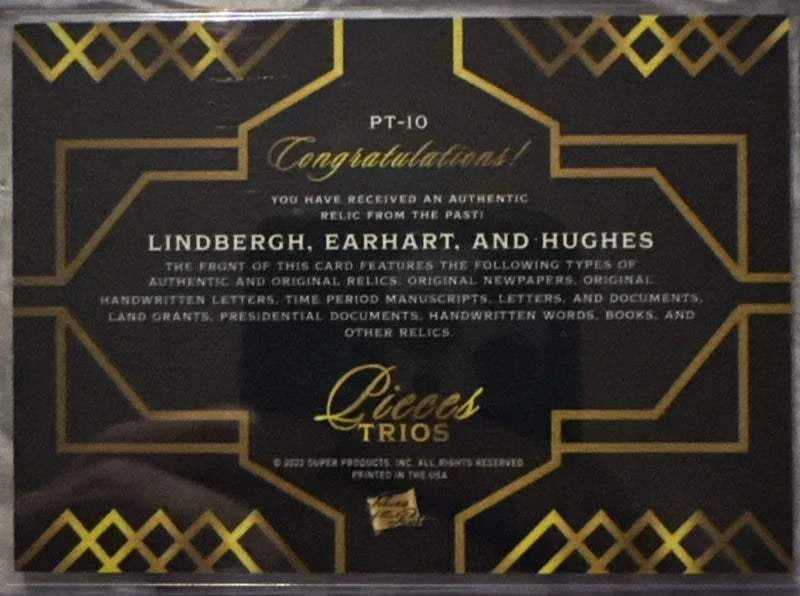 PT-10
Congratulations!
YOU HAVE RECEIVED AN AUTHENTIC
RELIC FROM THE PAST!
LINDBERGH, EARHART, AND HUGHES
THE FRONT OF THIS CARD FEATURES THE FOLLOWING TYPES OF
AUTHENTIC AND ORIGINAL RELICS: ORIGINAL NEWPAPERS, ORIGINAL
HANDWRITTEN LETTERS, TIME PERIOD MANUSCRIPTS, LETTERS, AND DOCUMENTS,
LAND GRANTS, PRESIDENTIAL DOCUMENTS, HANDWRITTEN WORDS, BOOKS, AND
OTHER RELICS.
Pieces
TRIOS
© 2023 SUPER PRODUCTS, INC. ALL RIGHTS RESERVED.
PRINTED IN THE USA